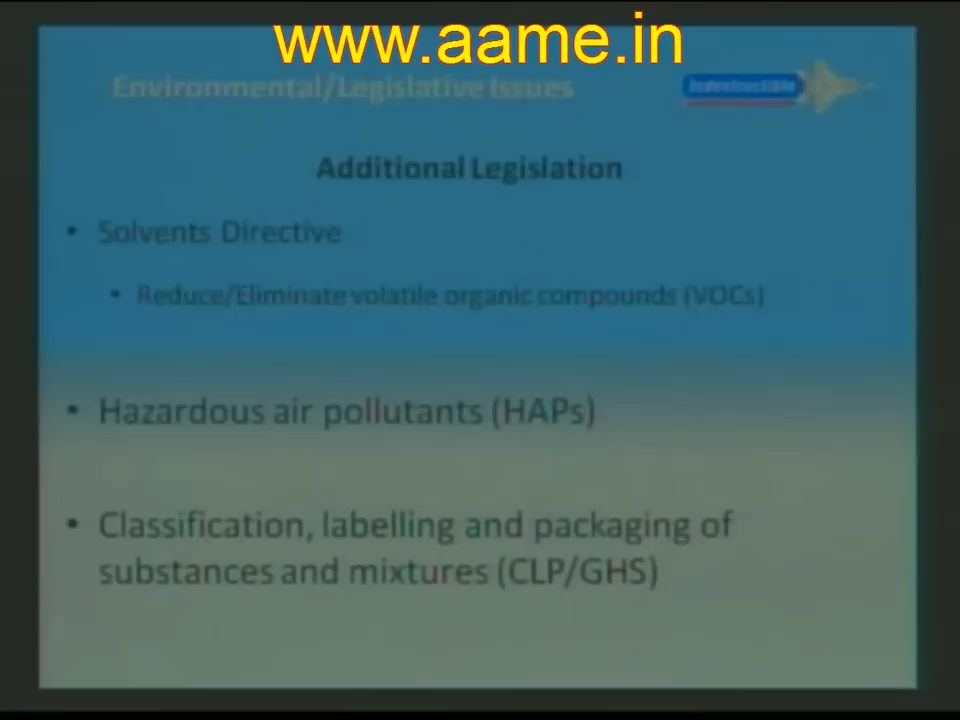 www.aame.in
Environmental/Legislative Issues
Indestructible
Additional Legislation
• Solvents Directive
• Reduce/Eliminate volatile organic compounds (VOCs)
• Hazardous air pollutants (HAPs)
• Classification, labelling and packaging of
substances and mixtures (CLP/GHS)